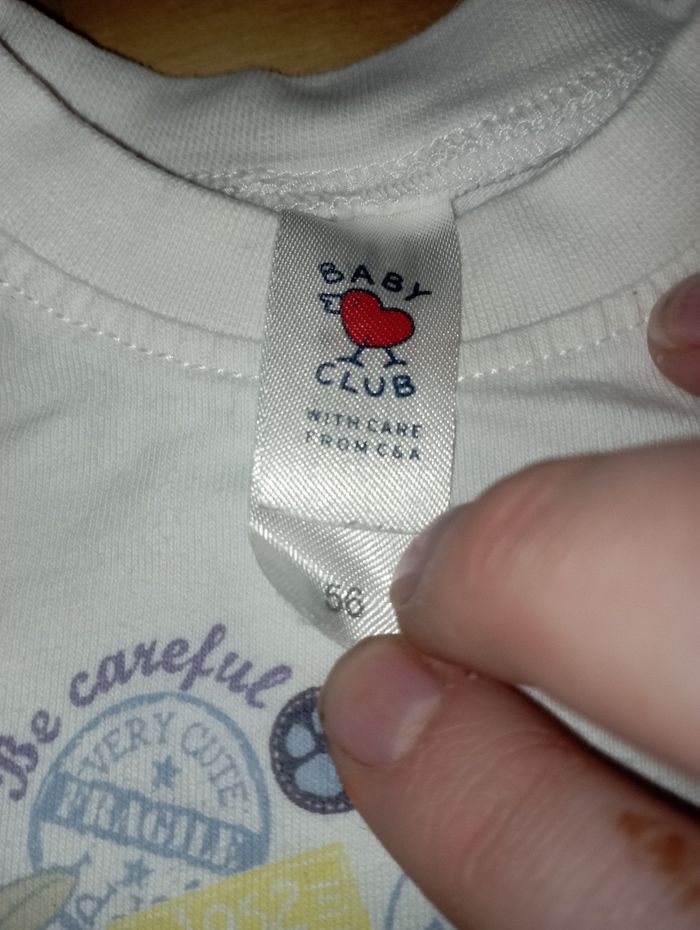 BABY
CLUB
WITH CARE
FROM C&A
56
Be careful
VERY CUTE
FRAGILE